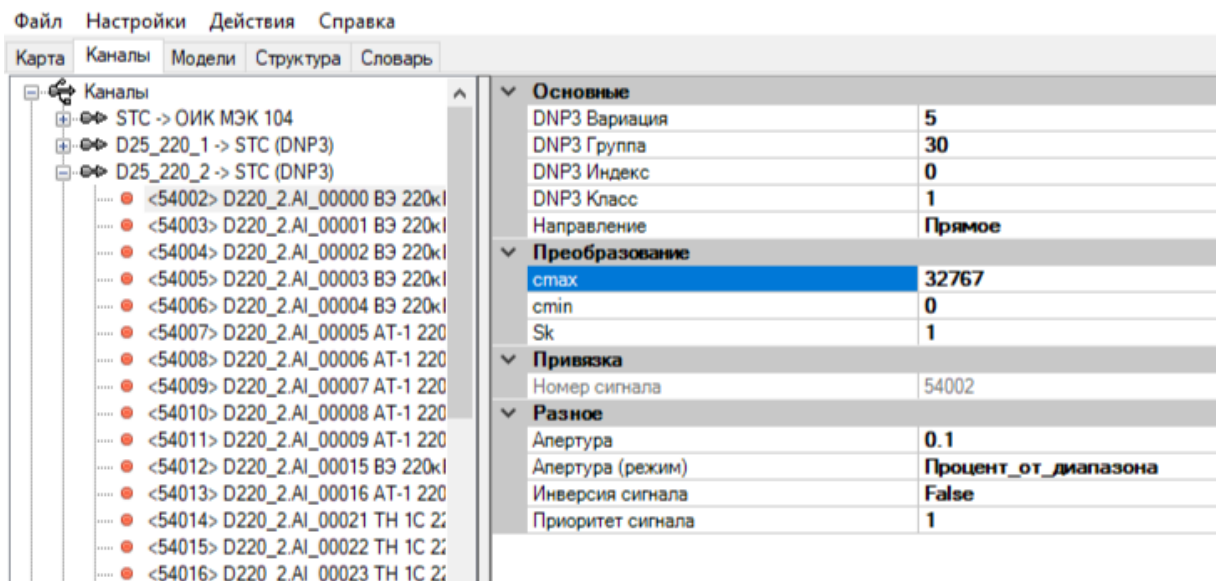 Файл Настройки Действия Справка
Карта Каналы Модели Структура Словарь
Каналы
STC -> ОИК МЭК 104
D25_220_1 -> STC (DNP3)
D25_220_2 -> STC (DNP3)
<54002> D220_2.AI_00000 ВЭ 220к
<54003> D220_2.AI_00001 ВЭ 220к
<54004> D220_2.AI_00002 ВЭ 220к
<54005> D220_2.AI_00003 ВЭ 220к
<54006> D220_2.AI_00004 ВЭ 220к
<54007> D220_2.AI_00005 АТ-1 220
<54008> D220_2.AI_00006 АТ-1 220
<54009> D220_2.AI_00007 АТ-1 220
<54010> D220_2.AI_00008 АТ-1 220
<54011> D220_2.AI_00009 АТ-1 220
<54012> D220_2.AI_00015 ВЭ 220к
<54013> D220_2.AI_00016 АТ-1 220
<54014> D220_2.AI_00021 ТН 1С 22
<54015> D220_2.AI_00022 ТН 1С 22
<54016> D220_2.AI_00023 ТН 1С 22
Основные
DNP3 Вариация 5
DNP3 Группа 30
DNP3 Индекс 0
DNP3 Класс 1
Направление Прямое
Преобразование
cmax 32767
cmin 0
Sk 1
Привязка
Номер сигнала 54002
Разное
Апертура 0.1
Апертура (режим) Процент_от_диапазона
Инверсия сигнала False
Приоритет сигнала 1